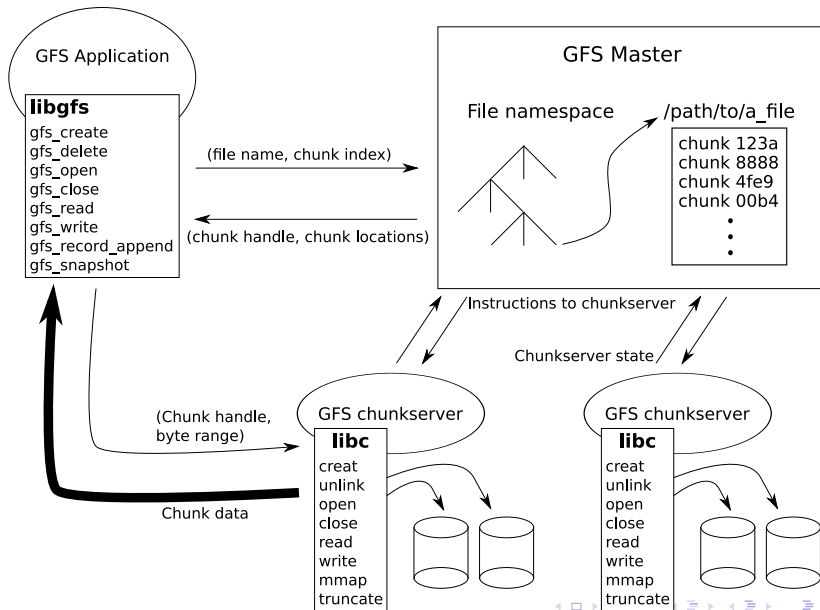 GFS Application
libgfs
gfs_create
gfs_delete
gfs_open
gfs_close
gfs_read
gfs_write
gfs_record_append
gfs_snapshot
(file name, chunk index)
(chunk handle, chunk locations)
GFS Master
File namespace
/path/to/a_file
chunk 123a
chunk 8888
chunk 4fe9
chunk 00b4
Instructions to chunkserver
Chunkserver state
(Chunk handle,
byte range)
Chunk data
GFS chunkserver
libc
creat
unlink
open
close
read
write
mmap
truncate
GFS chunkserver
libc
creat
unlink
open
close
read
write
mmap
truncate